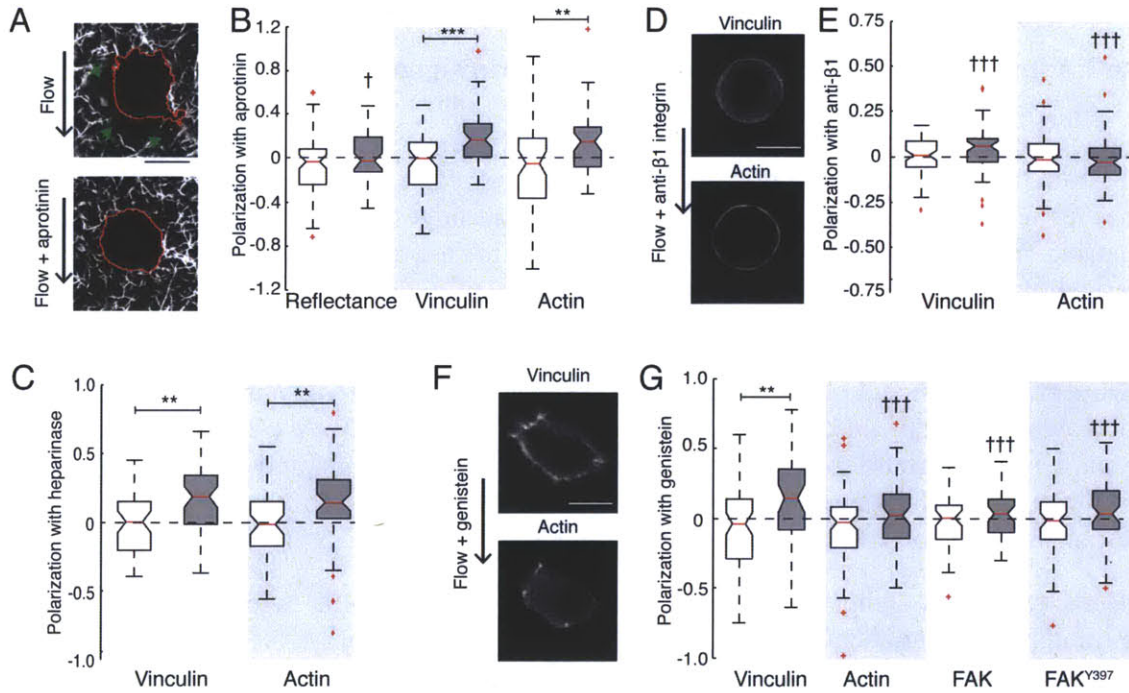 A
Flow
Flow + aprotinin
B
Polarization with aprotinin
1.2
0.8
0.4
0
-0.4
-0.8
-1.2
†
***
**
Reflectance Vinculin Actin
D
Vinculin
Flow + anti-β1 integrin
Actin
E
Polarization with anti-β1
0.75
0.50
0.25
0
-0.25
-0.50
0.75
†††
†††
Vinculin Actin
C
Polarization with heparinase
1.0
0.5
0
-0.5
-1.0
**
**
Vinculin Actin
F
Vinculin
Flow + genistein
Actin
G
Polarization with genistein
1.0
0.5
0
-0.5
-1.0
**
†††
†††
†††
Vinculin Actin FAK FAKY397